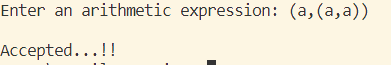 Enter an arithmetic expression: (a,(a,a))
Accepted...!!